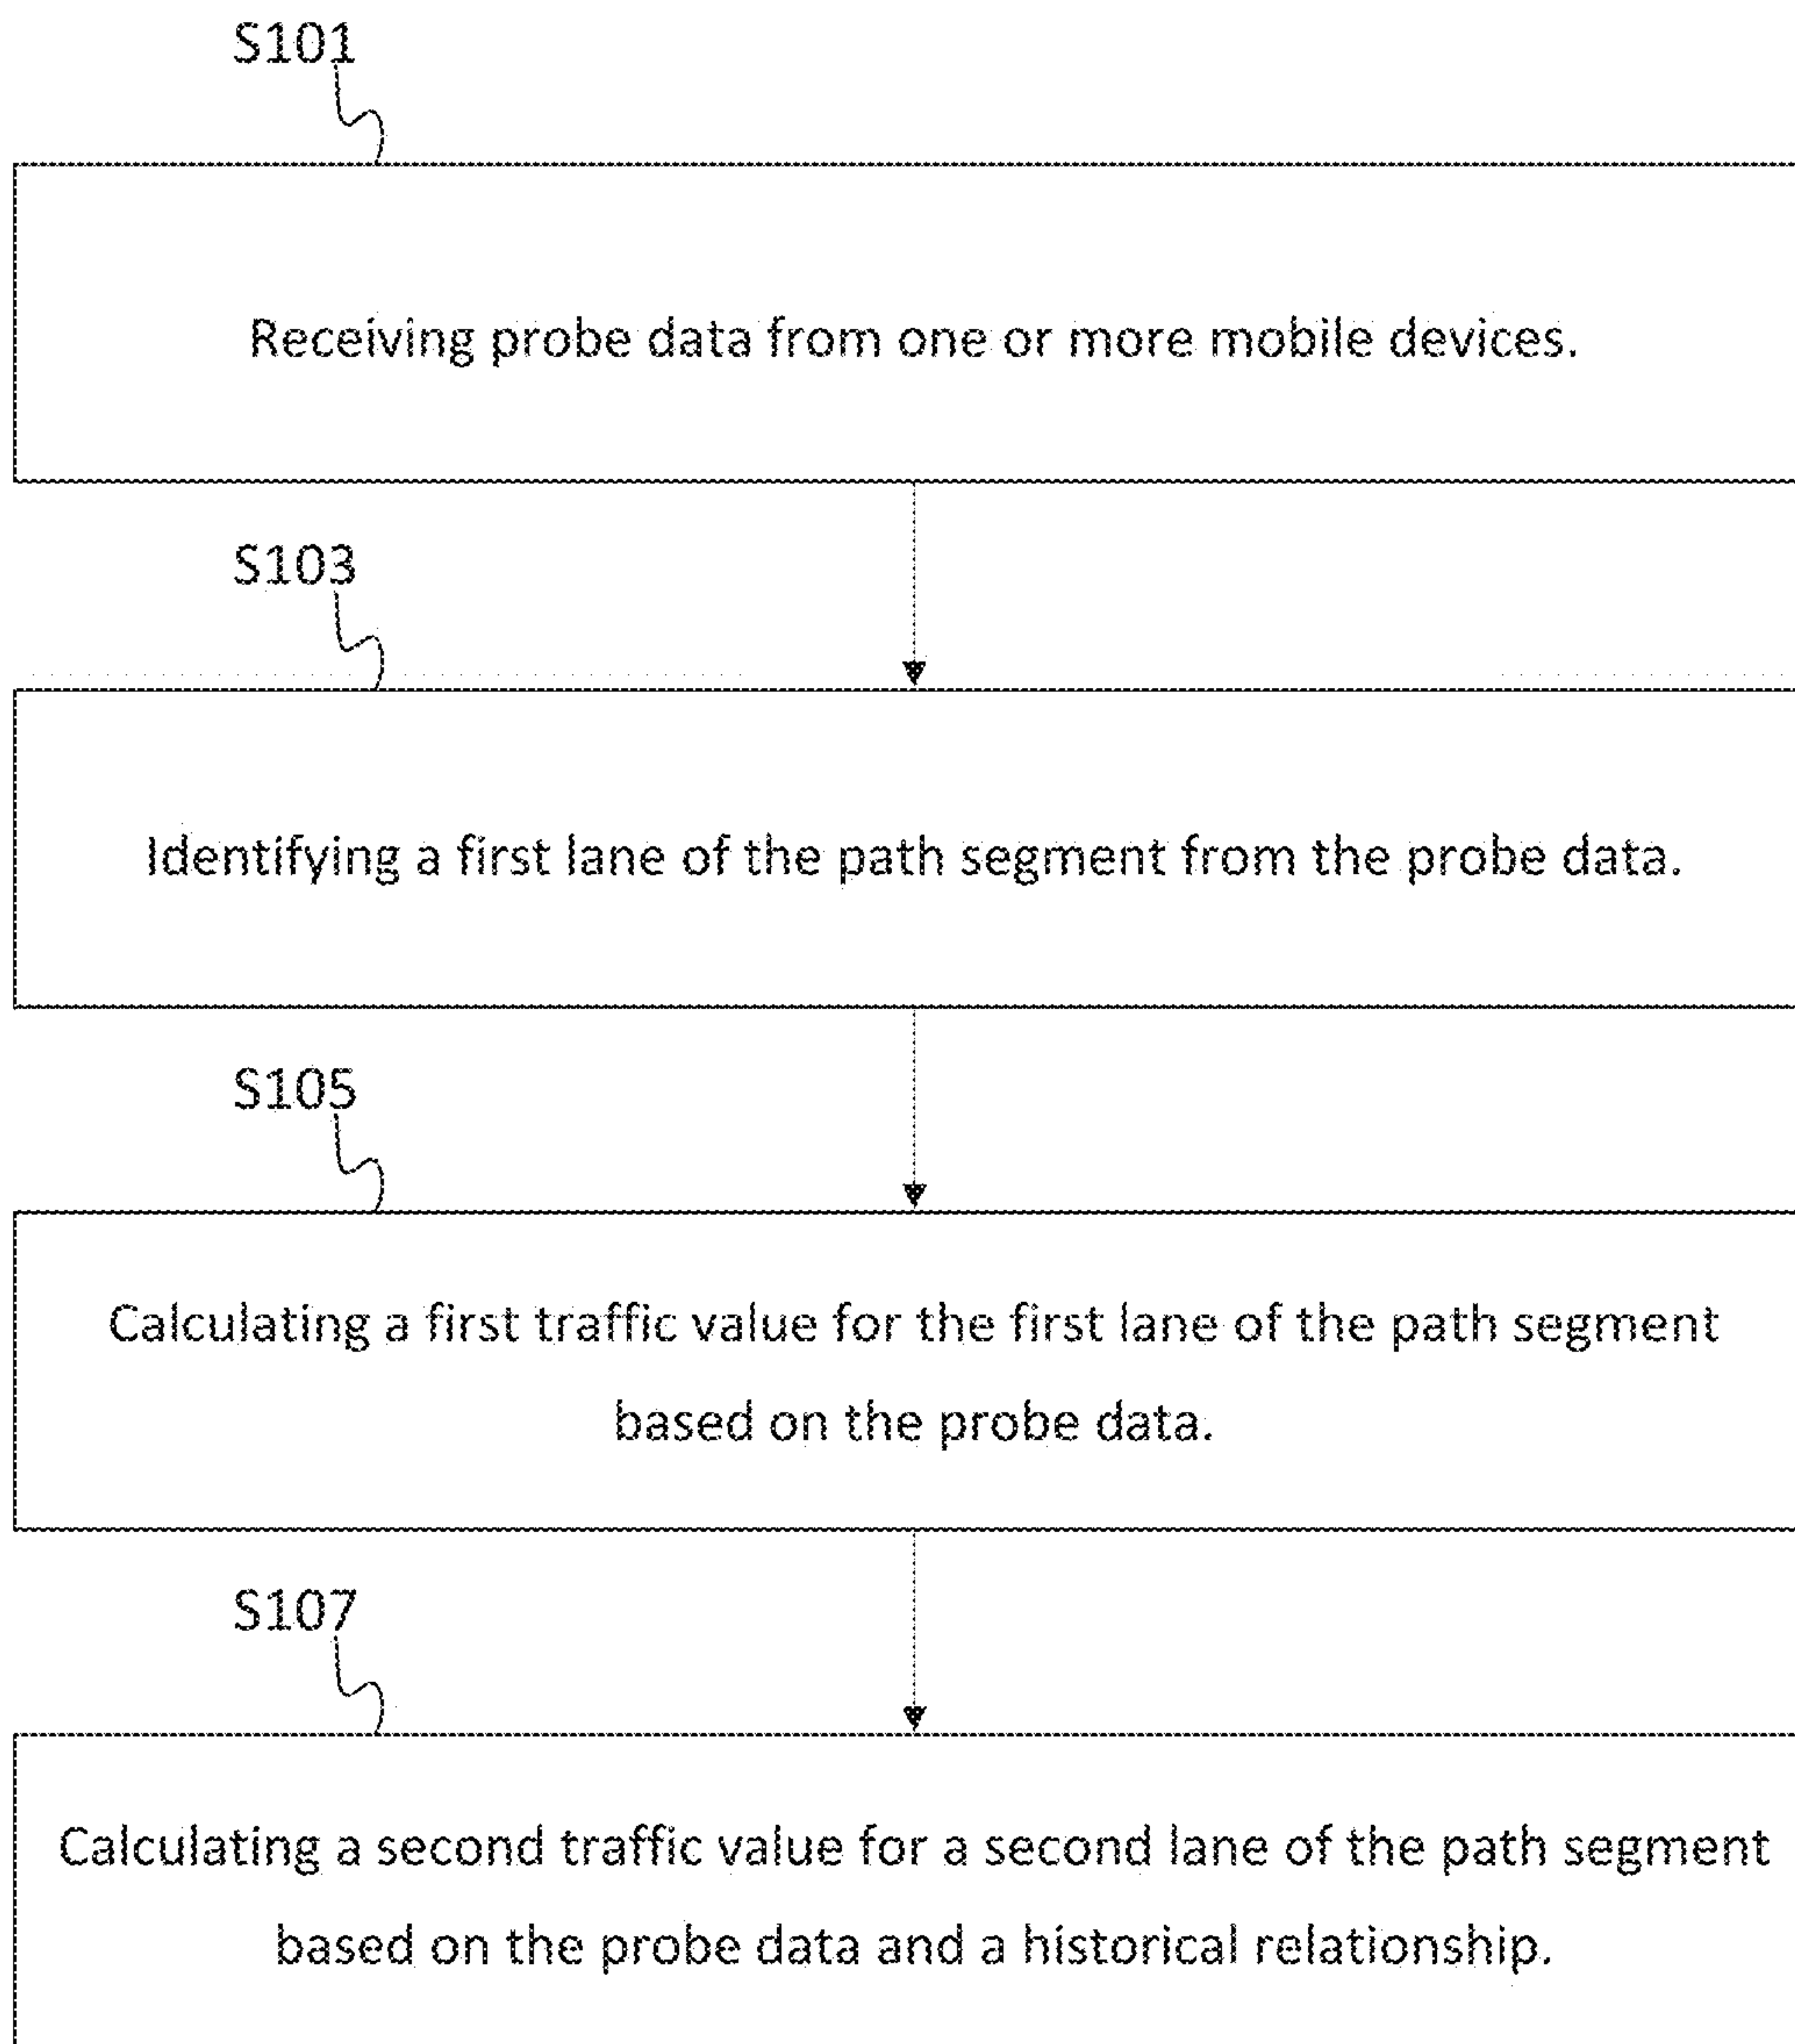 S101
Receiving probe data from one or more mobile devices.
S103
Identifying a first lane of the path segment from the probe data.
S105
Calculating a first traffic value for the first lane of the path segment
based on the probe data.
S107
Calculating a second traffic value for a second lane of the path segment
based on the probe data and a historical relationship.